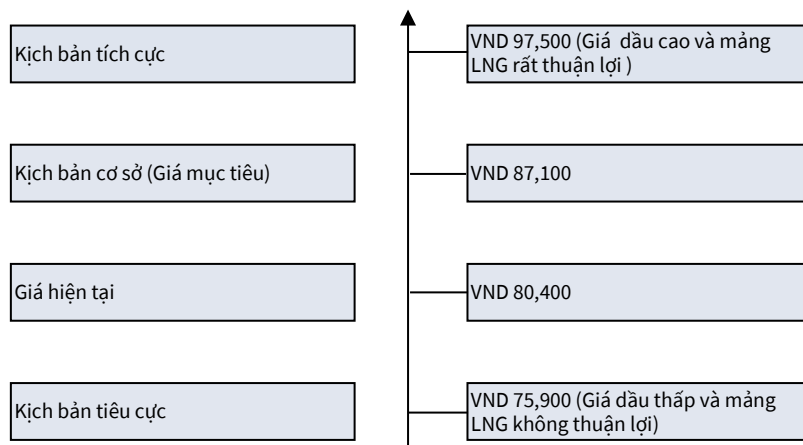 Kịch bản tích cực
VND 97,500 (Giá dầu cao và mảng
LNG rất thuận lợi )
Kịch bản cơ sở (Giá mục tiêu)
VND 87,100
Giá hiện tại
VND 80,400
Kịch bản tiêu cực
VND 75,900 (Giá dầu thấp và mảng
LNG không thuận lợi)